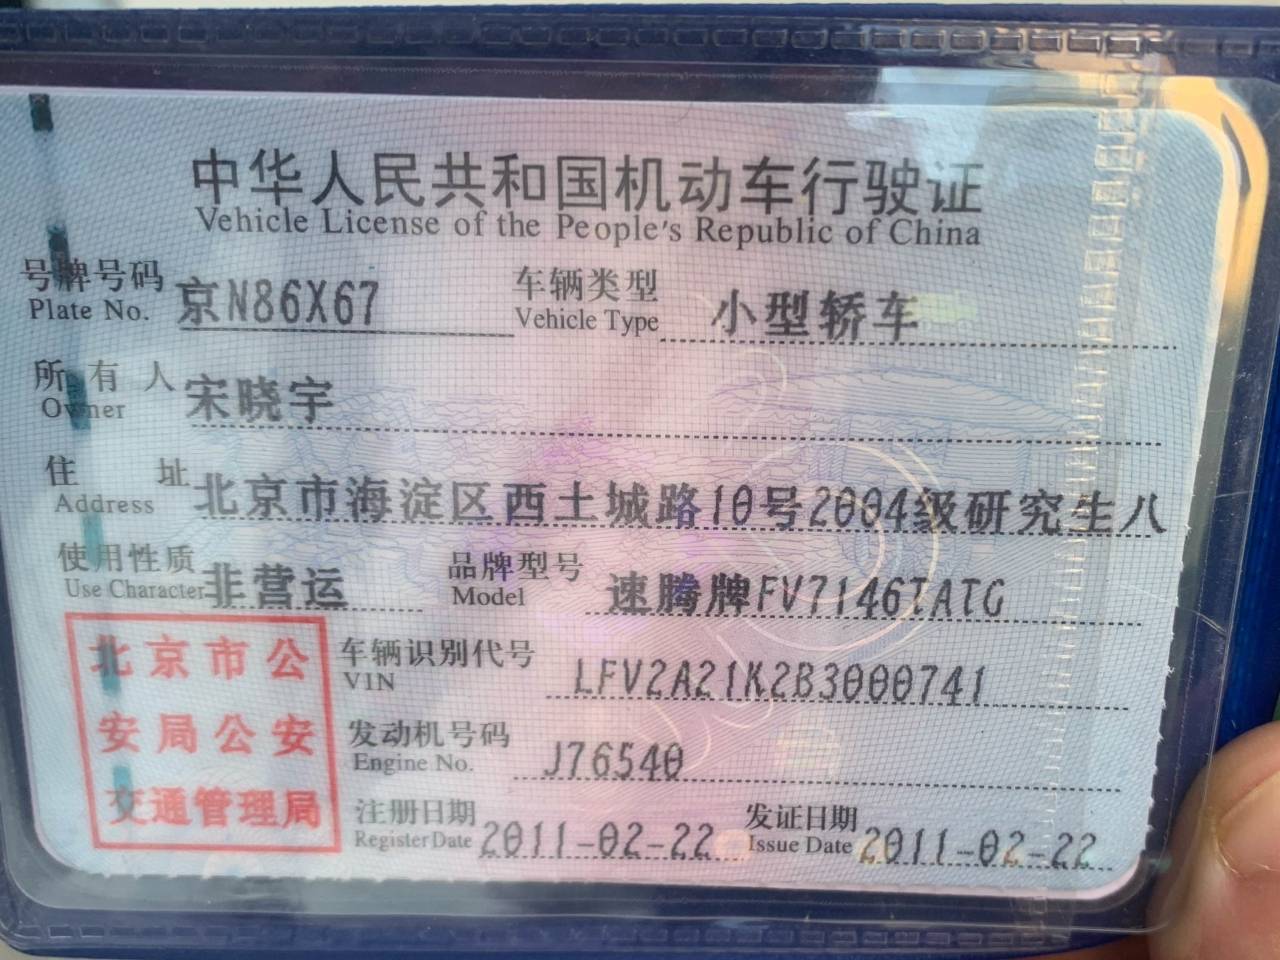 中华人民共和国机动车行驶证
Vehicle License of the People's Republic of China
号牌号码 京N86X67 车辆类型 小型轿车
Plate No. Vehicle Type
所有人 宋晓宇
Owner
住址 北京市海淀区西土城路10号2004级研究生八
Address
使用性质 非营运 品牌型号 速腾牌FV7146TATG
Use Character Model
车辆识别代号 LFV2A21K2B3000741
VIN
发动机号码 J76540
Engine No.
注册日期 2011-02-22 发证日期 2011-02-22
Register Date Issue Date
北京市公
安局公安
交通管理局